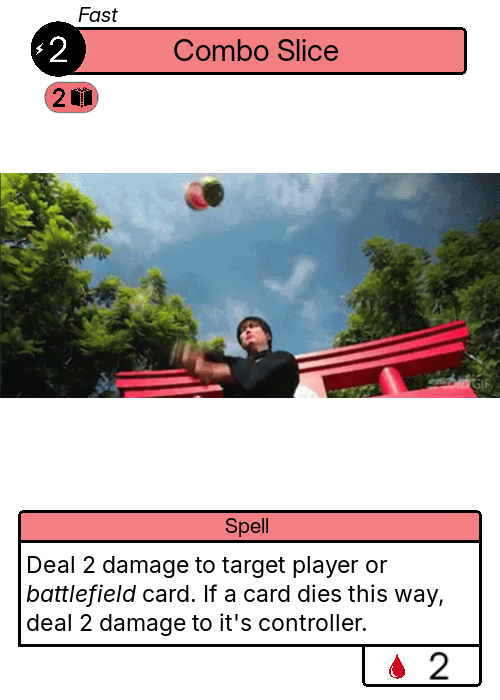 Fast
2
Combo Slice
2
Spell
Deal 2 damage to target player or
battlefield card. If a card dies this way,
deal 2 damage to it's controller.
2